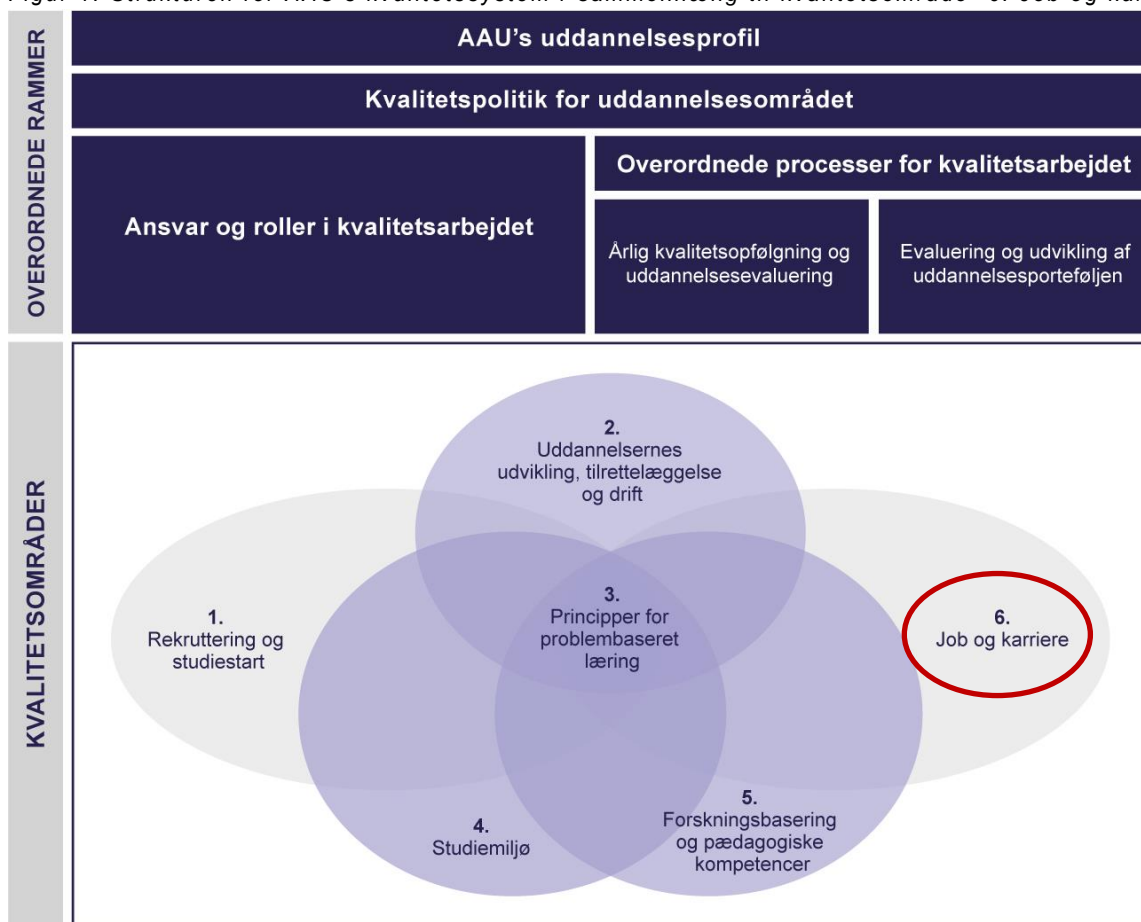 AAU's uddannelsesprofil
Kvalitetspolitik for uddannelsesområdet
OVERORDNEDE RAMMER
Ansvar og roller i kvalitetsarbejdet
Overordnede processer for kvalitetsarbejdet
Årlig kvalitetsopfølgning og
uddannelsesevaluering
Evaluering og udvikling af
uddannelsesporteføljen
KVALITETSOMRÅDER
1.
Rekruttering og
studiestart
2.
Uddannelsernes
udvikling, tilrettelæggelse
og drift
3.
Principper for
problembaseret
læring
4.
Studiemiljø
5.
Forskningsbasering
og pædagogiske
kompetencer
6.
Job og karriere